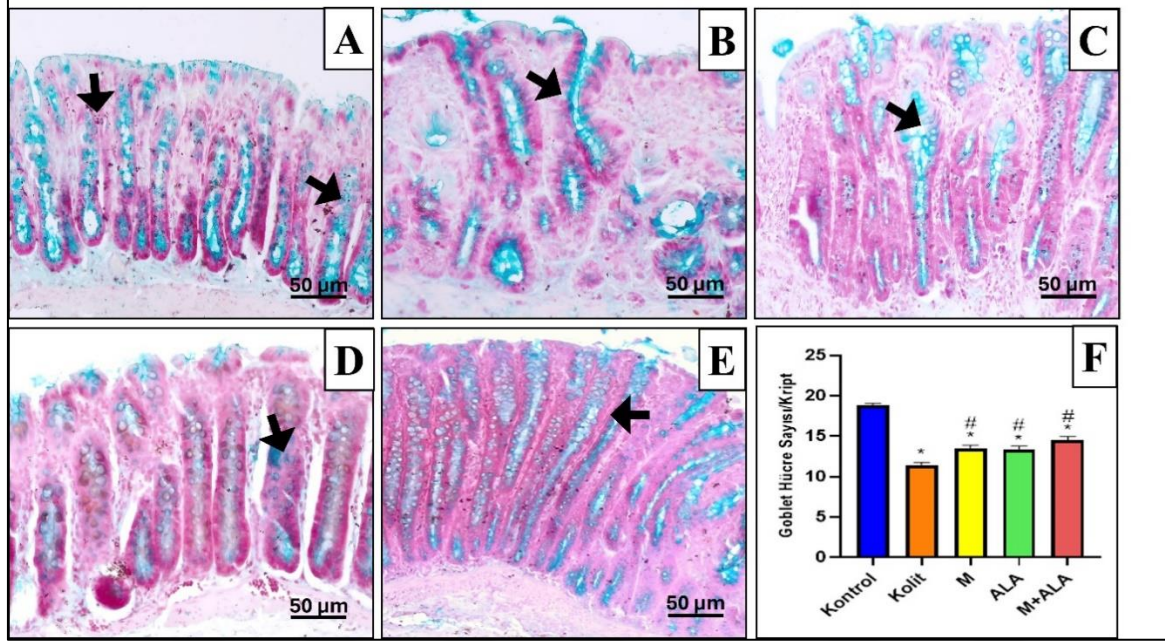 A
B
C
50 µm
50 µm
50 µm
D
E
F
50 µm
50 µm
25
20
15
10
5
0
Goblet Hücre Sayısı/Kript
*
#
*
#
*
#
*
Kontrol
Kolit
M
ALA
M+ALA